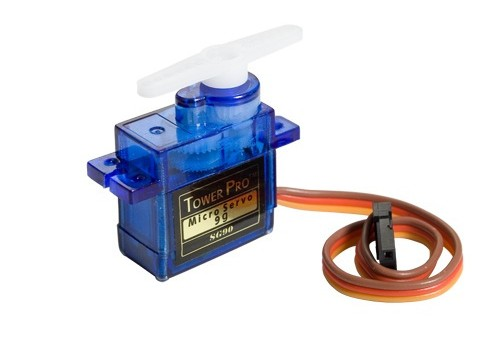 TOWER PRO
Micro Servo
9g
SG90